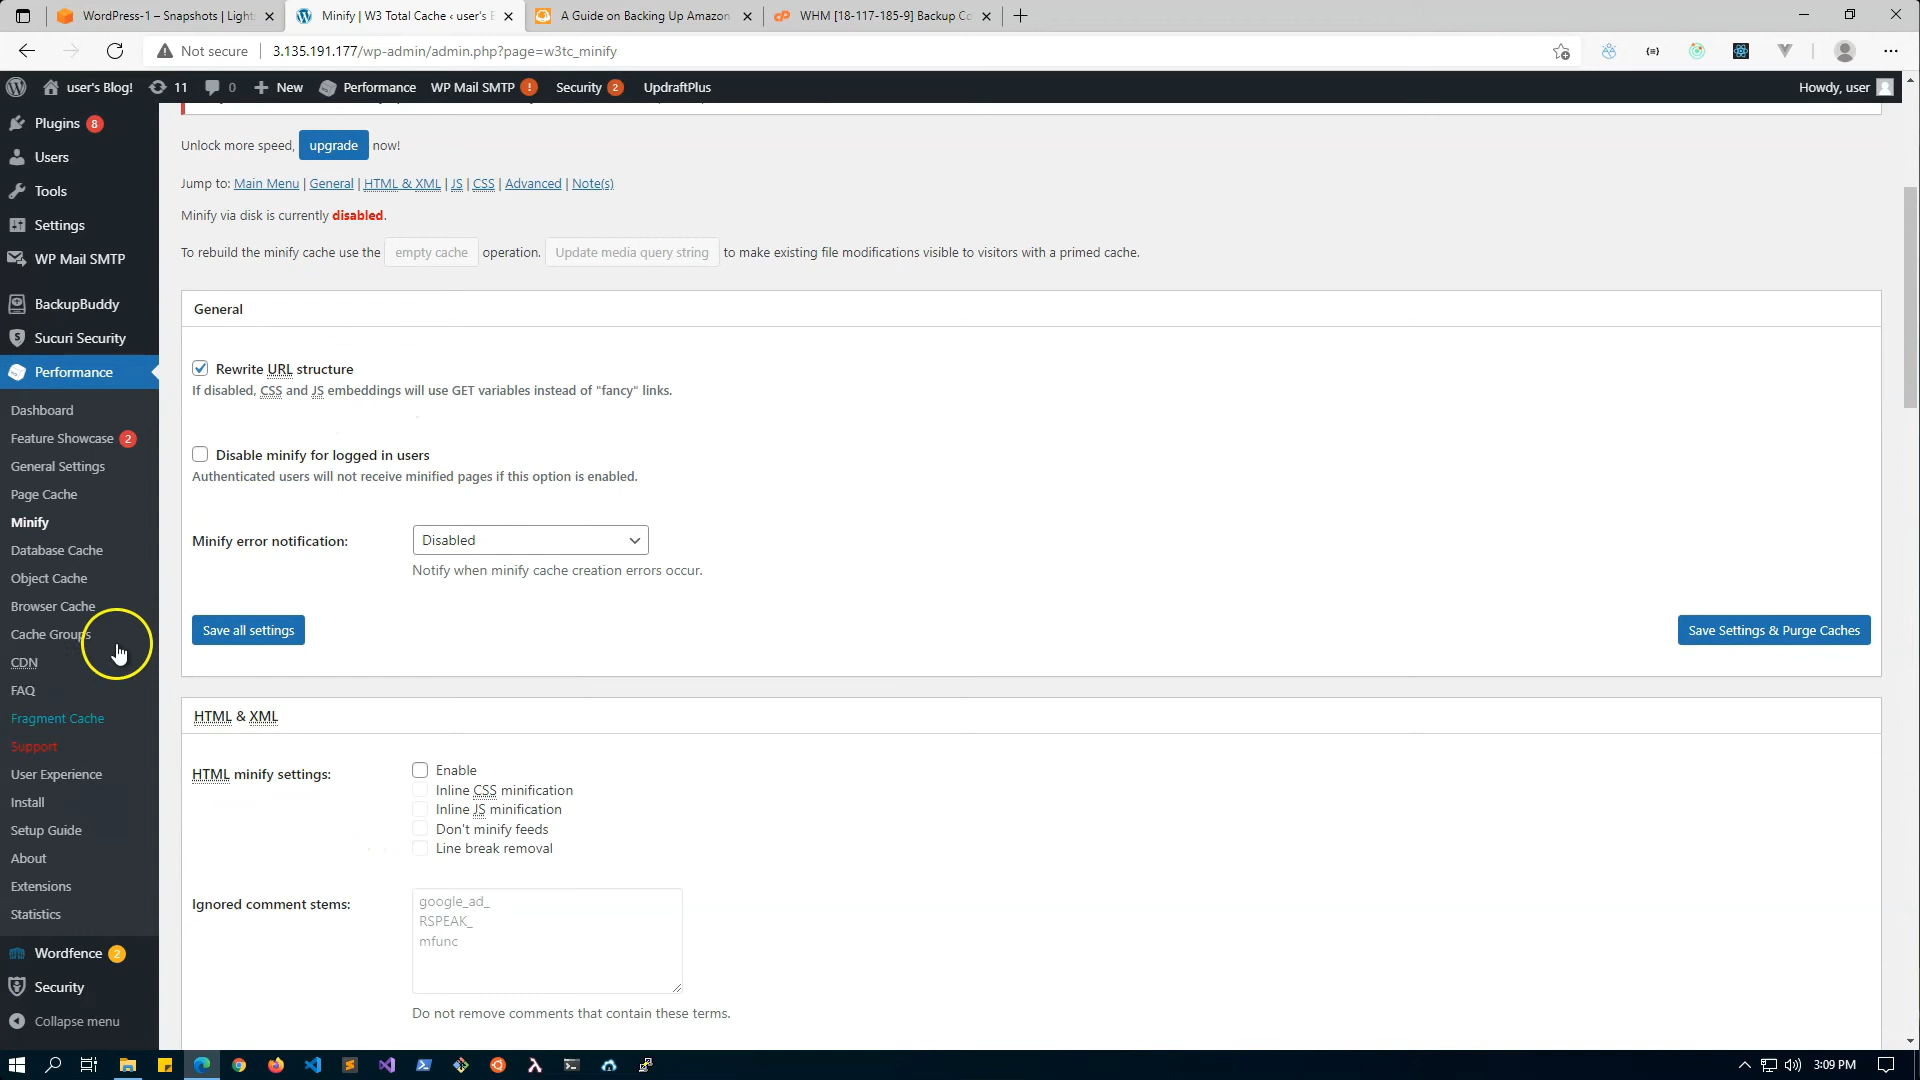 WordPress-1 – Snapshots | Light
Minify | W3 Total Cache ‹ user's B
A Guide on Backing Up Amazon
WHM [18-117-185-9] Backup Co
Not secure
3.135.191.177/wp-admin/admin.php?page=w3tc_minify
user's Blog!
11
0
New
Performance
WP Mail SMTP !
Security 2
UpdraftPlus
Howdy, user
Plugins 8
Users
Tools
Settings
WP Mail SMTP
BackupBuddy
Sucuri Security
Performance
Dashboard
Feature Showcase 2
General Settings
Page Cache
Minify
Database Cache
Object Cache
Browser Cache
Cache Groups
CDN
FAQ
Fragment Cache
Support
User Experience
Install
Setup Guide
About
Extensions
Statistics
Wordfence 2
Security
Collapse menu
Unlock more speed, upgrade now!
Jump to: Main Menu | General | HTML & XML | JS | CSS | Advanced | Note(s)
Minify via disk is currently disabled.
To rebuild the minify cache use the empty cache operation. Update media query string to make existing file modifications visible to visitors with a primed cache.
General
Rewrite URL structure
If disabled, CSS and JS embeddings will use GET variables instead of "fancy" links.
Disable minify for logged in users
Authenticated users will not receive minified pages if this option is enabled.
Minify error notification:
Disabled
Notify when minify cache creation errors occur.
Save all settings
Save Settings & Purge Caches
HTML & XML
HTML minify settings:
Enable
Inline CSS minification
Inline JS minification
Don't minify feeds
Line break removal
Ignored comment stems:
google_ad_
RSPEAK_
mfunc
Do not remove comments that contain these terms.
3:09 PM